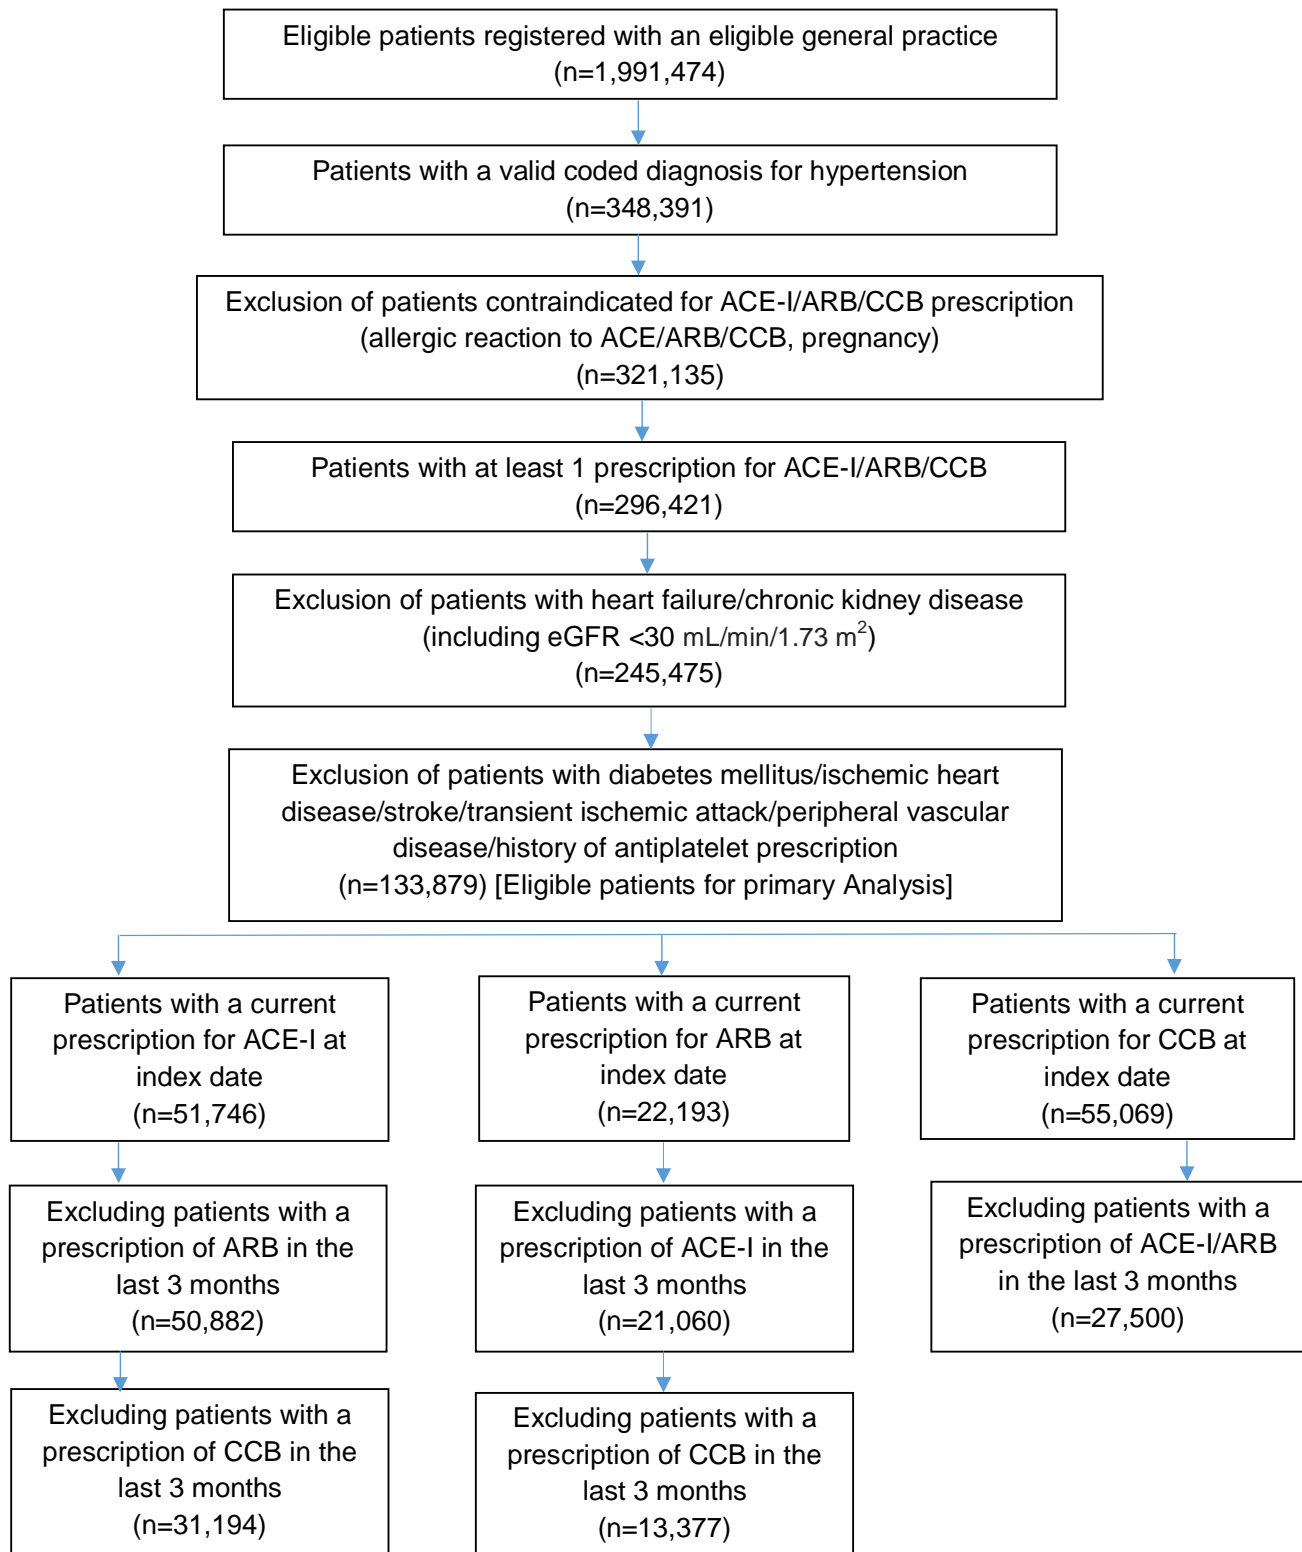 Eligible patients registered with an eligible general practice
(n=1,991,474)
Patients with a valid coded diagnosis for hypertension
(n=348,391)
Exclusion of patients contraindicated for ACE-I/ARB/CCB prescription
(allergic reaction to ACE/ARB/CCB, pregnancy)
(n=321,135)
Patients with at least 1 prescription for ACE-I/ARB/CCB
(n=296,421)
Exclusion of patients with heart failure/chronic kidney disease
(including eGFR <30 mL/min/1.73 m²)
(n=245,475)
Exclusion of patients with diabetes mellitus/ischemic heart
disease/stroke/transient ischemic attack/peripheral vascular
disease/history of antiplatelet prescription
(n=133,879) [Eligible patients for primary Analysis]
Patients with a current
prescription for ACE-I at
index date
(n=51,746)
Patients with a current
prescription for ARB at
index date
(n=22,193)
Patients with a current
prescription for CCB at
index date
(n=55,069)
Excluding patients with a
prescription of ARB in the
last 3 months
(n=50,882)
Excluding patients with a
prescription of ACE-I in the
last 3 months
(n=21,060)
Excluding patients with a
prescription of ACE-I/ARB
in the last 3 months
(n=27,500)
Excluding patients with a
prescription of CCB in the
last 3 months
(n=31,194)
Excluding patients with a
prescription of CCB in the
last 3 months
(n=13,377)